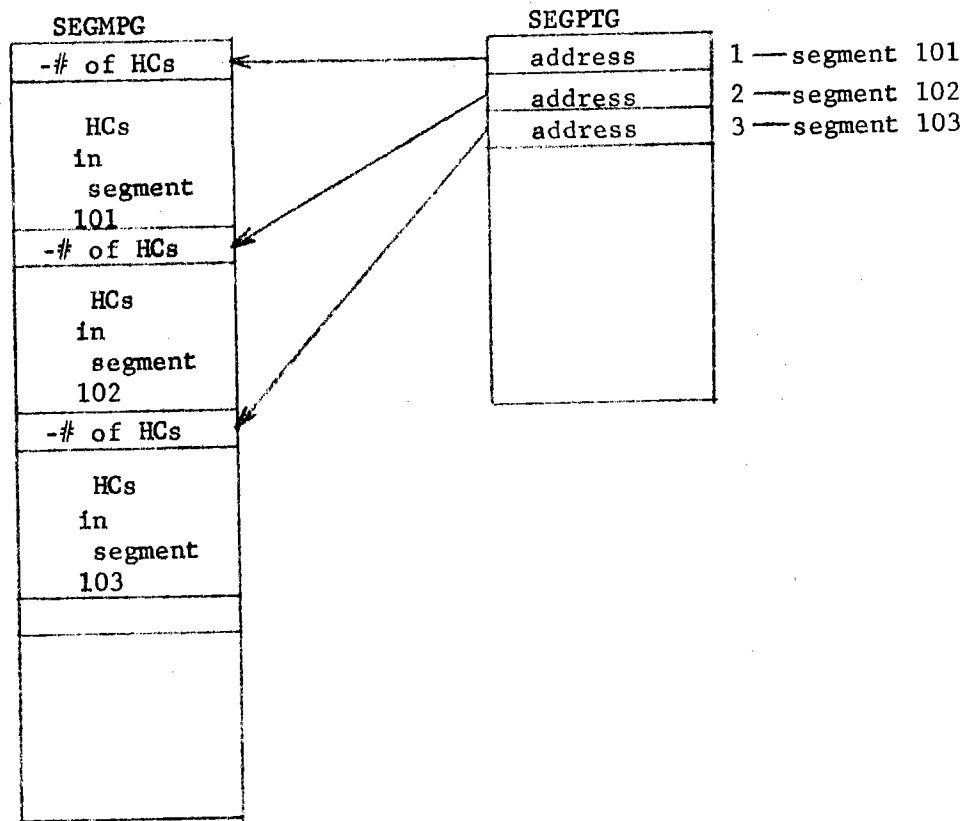 SEGMPG
-# of HCs
HCs
in
segment
101
-# of HCs
HCs
in
segment
102
-# of HCs
HCs
in
segment
103
SEGPTG
address 1 — segment 101
address 2 — segment 102
address 3 — segment 103